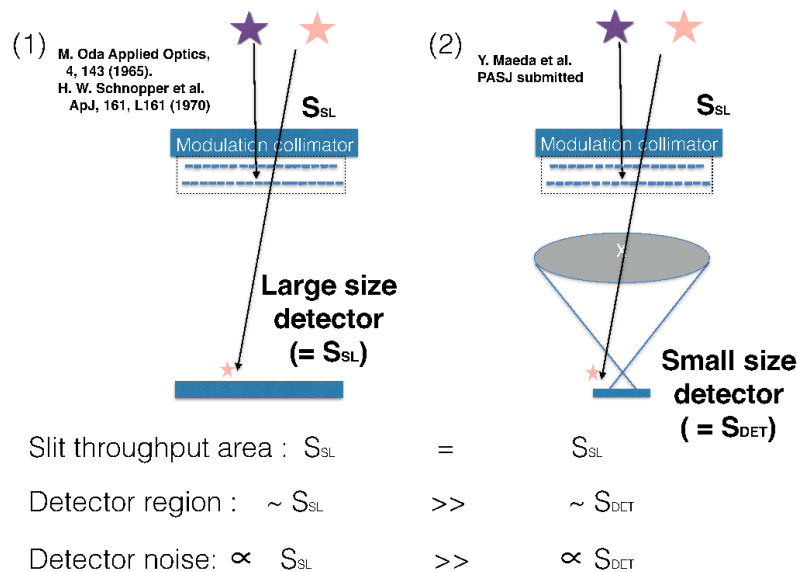 (1)
M. Oda Applied Optics,
4, 143 (1965).
H. W. Schnopper et al.
ApJ, 161, L161 (1970)
SSL
Modulation collimator
Large size
detector
(= SSL)
(2)
Y. Maeda et al.
PASJ submitted
SSL
Modulation collimator
X
Small size
detector
( = SDET)
Slit throughput area : SSL = SSL
Detector region : ~ SSL >> ~ SDET
Detector noise: ∝ SSL >> ∝ SDET